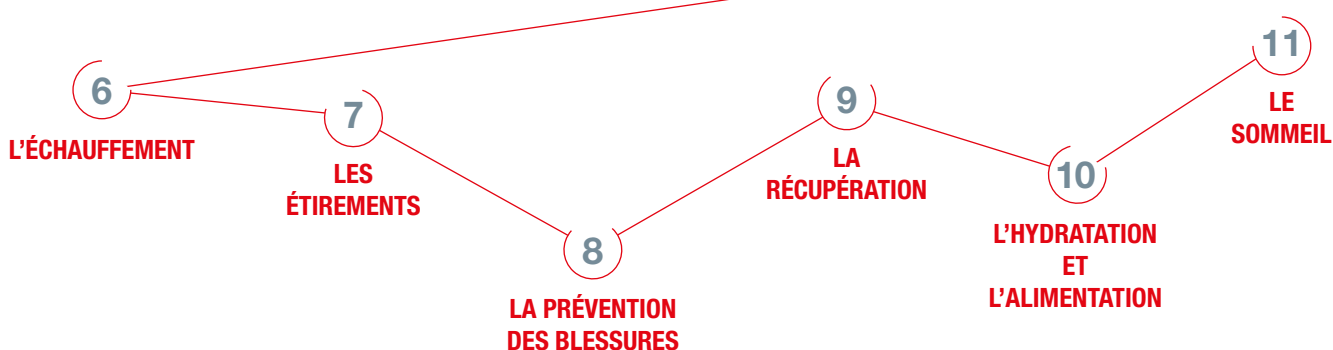 6
L'ÉCHAUFFEMENT
7
LES
ÉTIREMENTS
8
LA PRÉVENTION
DES BLESSURES
9
LA
RÉCUPÉRATION
10
L'HYDRATATION
ET
L'ALIMENTATION
11
LE
SOMMEIL